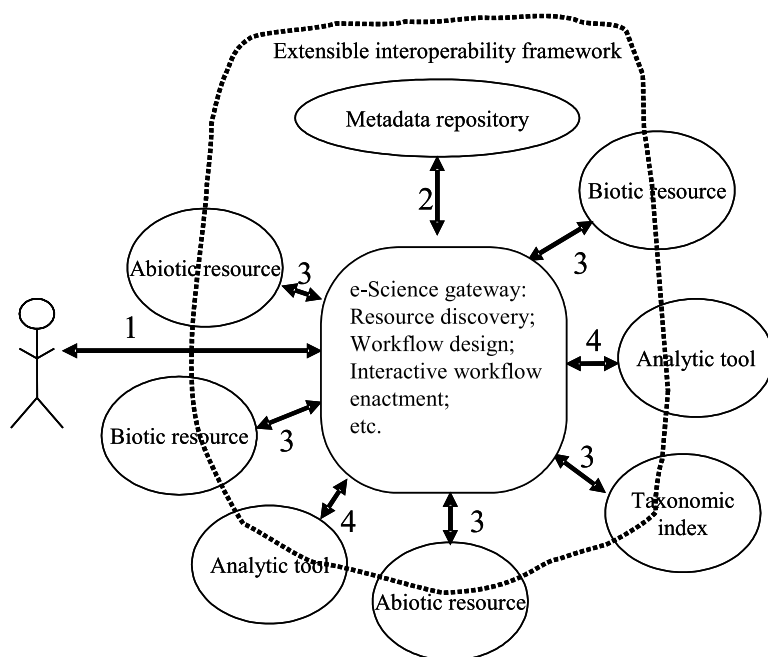 Extensible interoperability framework
Metadata repository
Biotic resource
2
3
Abiotic resource
3
e-Science gateway:
Resource discovery;
Workflow design;
Interactive workflow
enactment;
etc.
1
4
Analytic tool
Biotic resource
3
3
Taxonomic
index
4
3
Analytic tool
Abiotic resource